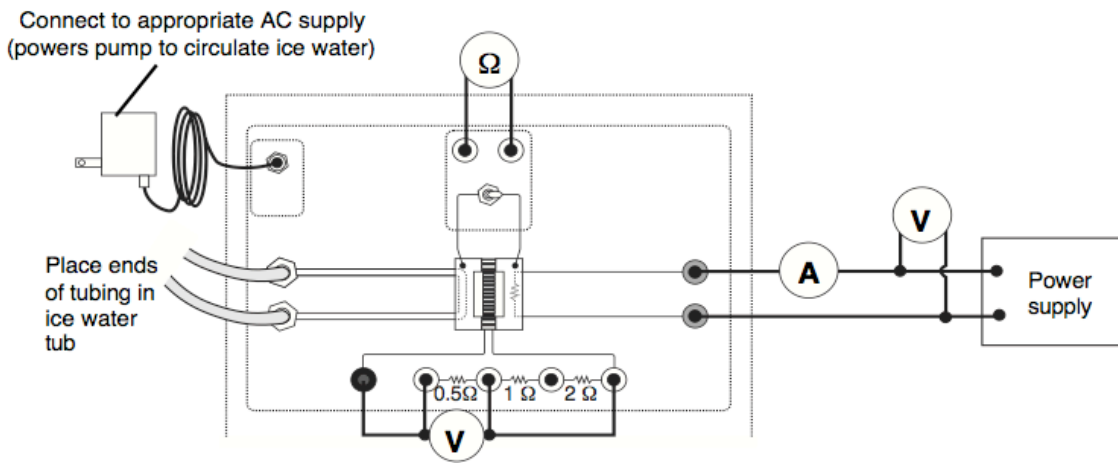 Connect to appropriate AC supply
(powers pump to circulate ice water)
Ω
V
A
Power
supply
Place ends
of tubing in
ice water
tub
0.5Ω 1 Ω 2 Ω
V